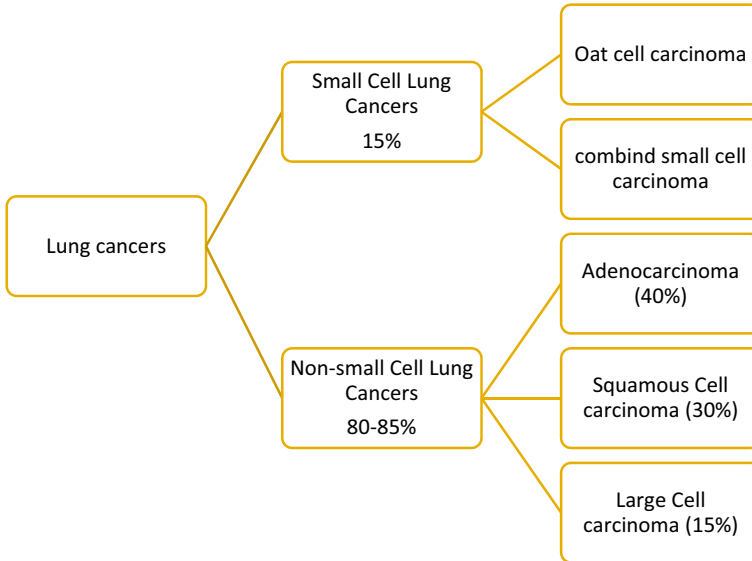 Lung cancers
Small Cell Lung
Cancers
15%
Oat cell carcinoma
combind small cell
carcinoma
Non-small Cell Lung
Cancers
80-85%
Adenocarcinoma
(40%)
Squamous Cell
carcinoma (30%)
Large Cell
carcinoma (15%)